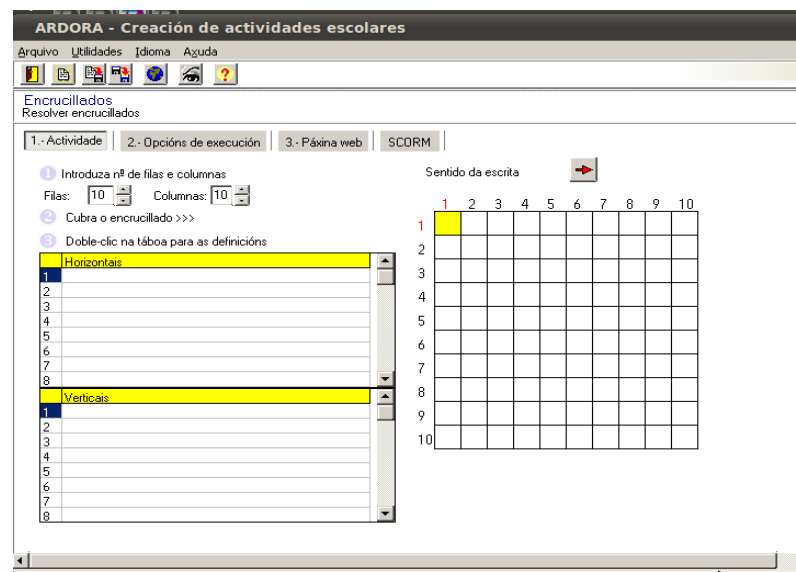 ARDORA - Creación de actividades escolares
Arquivo Utilidades Idioma Axuda
?
Encrucillados
Resolver encrucillados
1.- Actividade 2.- Opcións de execución 3.- Páxina web SCORM
1 Introduza nº de filas e columnas
Filas: 10 Columnas: 10
2 Cubra o encrucillado >>>
3 Doble-clic na táboa para as definicións
Horizontais
1
2
3
4
5
6
7
8
Verticais
1
2
3
4
5
6
7
8
Sentido da escrita
1 2 3 4 5 6 7 8 9 10
1
2
3
4
5
6
7
8
9
10